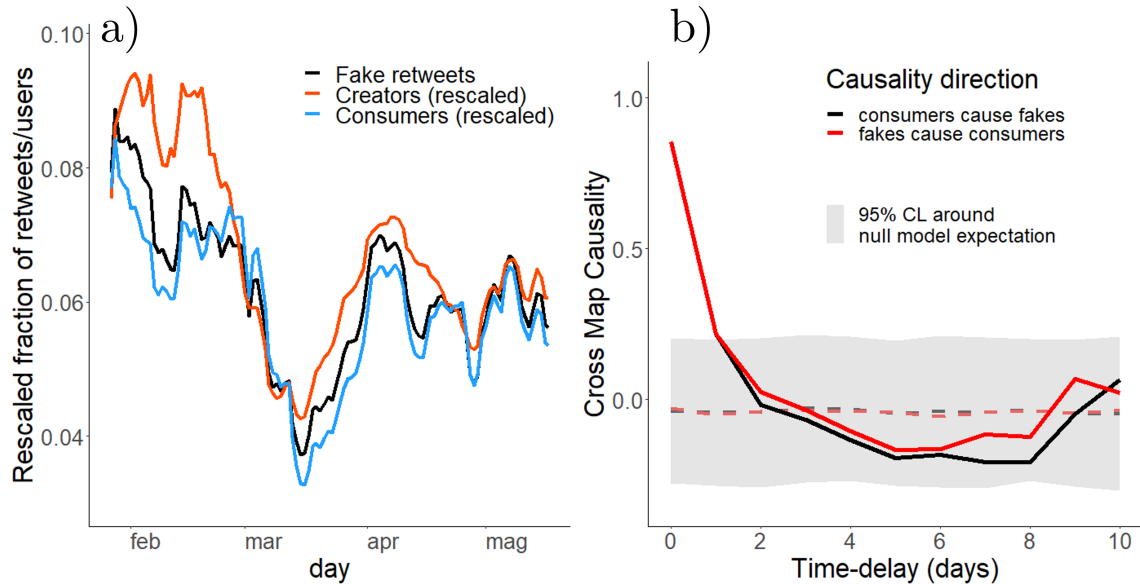 a)
0.10
0.08
0.06
0.04
Rescaled fraction of retweets/users
Fake retweets
Creators (rescaled)
Consumers (rescaled)
feb
mar
apr
mag
day
b)
1.0
0.5
0.0
Cross Map Causality
Causality direction
consumers cause fakes
fakes cause consumers
95% CL around
null model expectation
0
2
4
6
8
10
Time-delay (days)